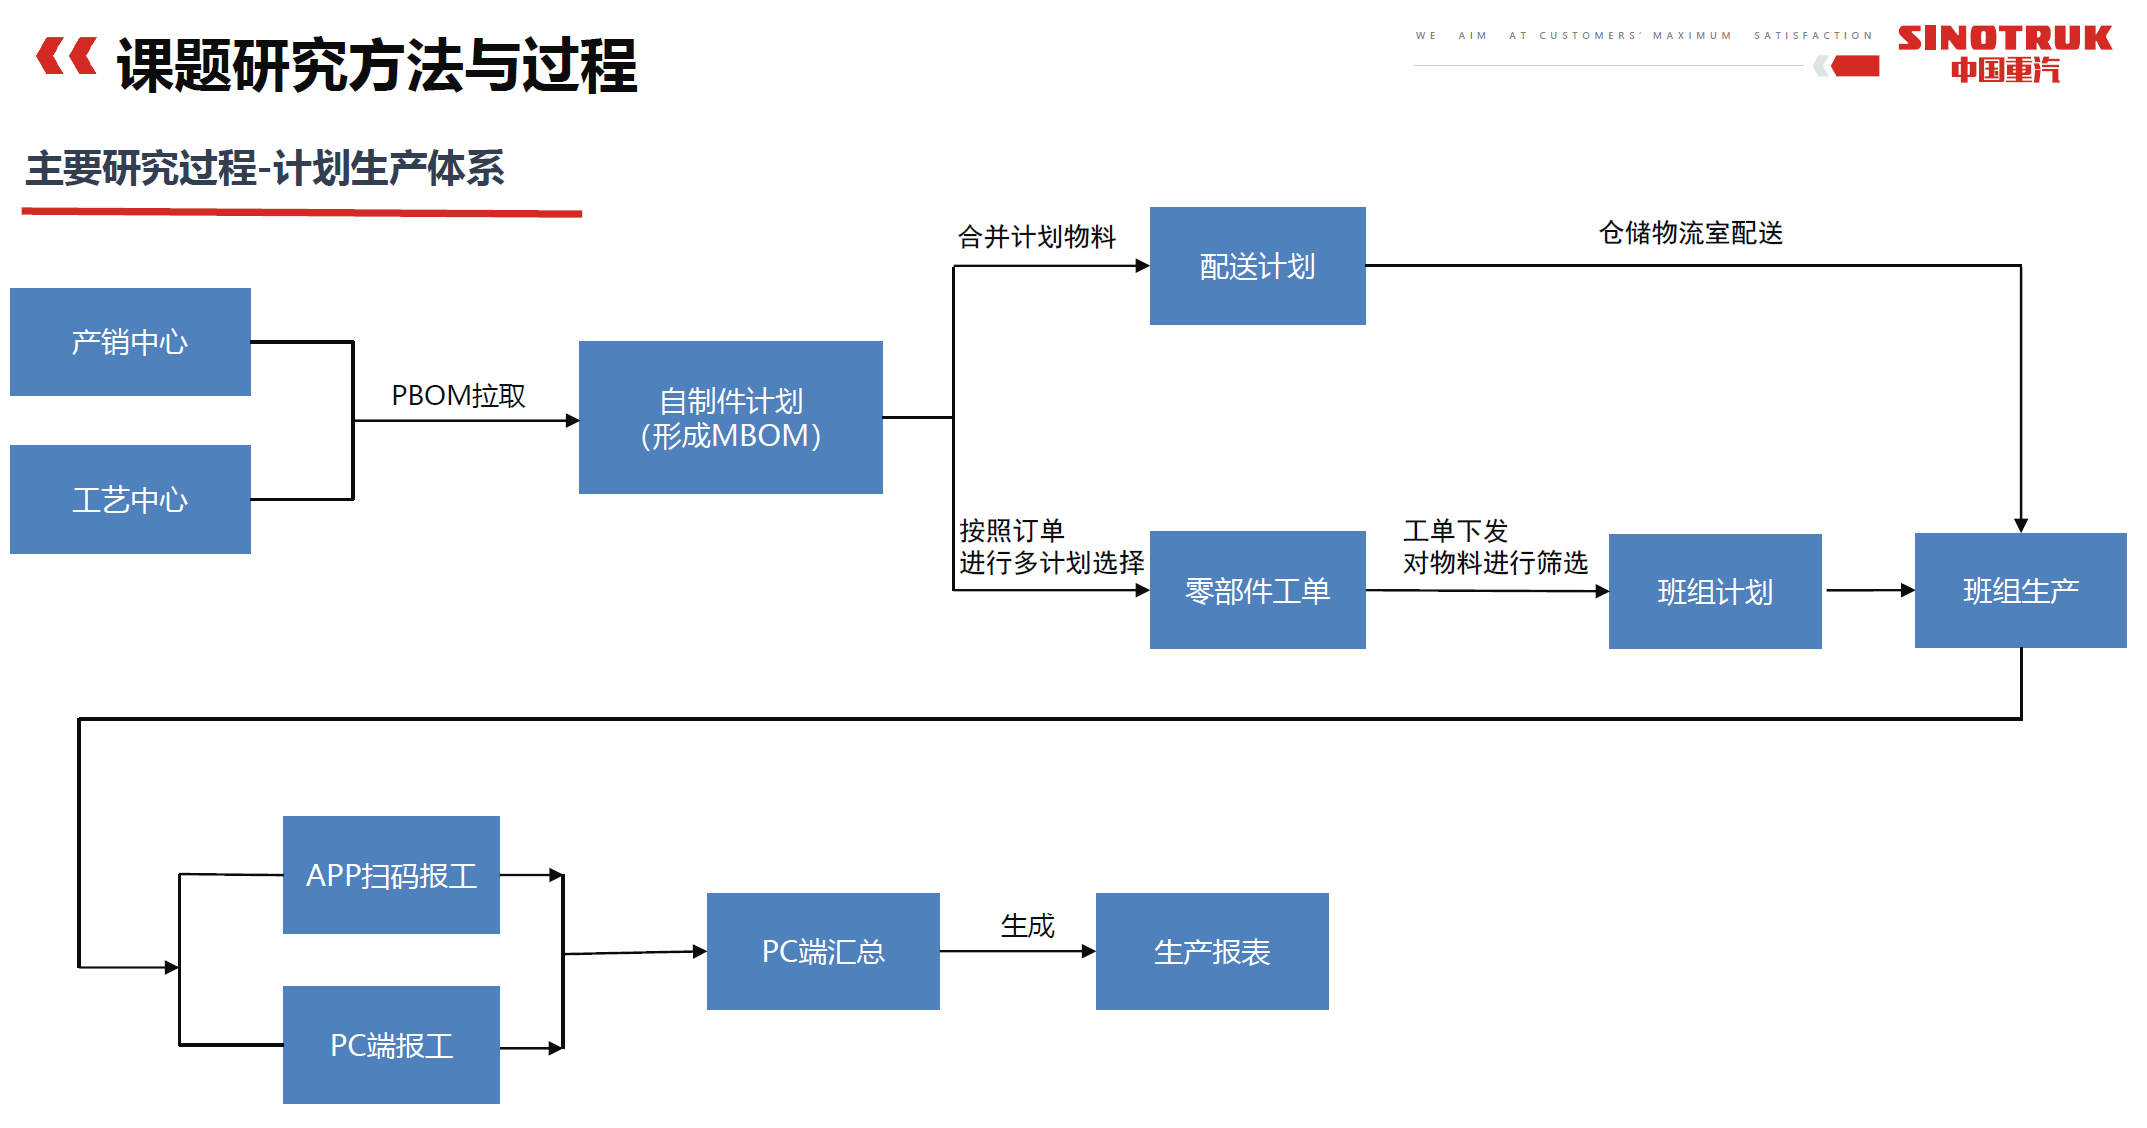 课题研究方法与过程
WE AIM AT CUSTOMERS' MAXIMUM SATISFACTION
SINOTRUK
中国重汽
主要研究过程-计划生产体系
产销中心
工艺中心
PBOM拉取
自制件计划
（形成MBOM）
合并计划物料
配送计划
仓储物流室配送
按照订单
进行多计划选择
零部件工单
工单下发
对物料进行筛选
班组计划
班组生产
APP扫码报工
PC端报工
PC端汇总
生成
生产报表